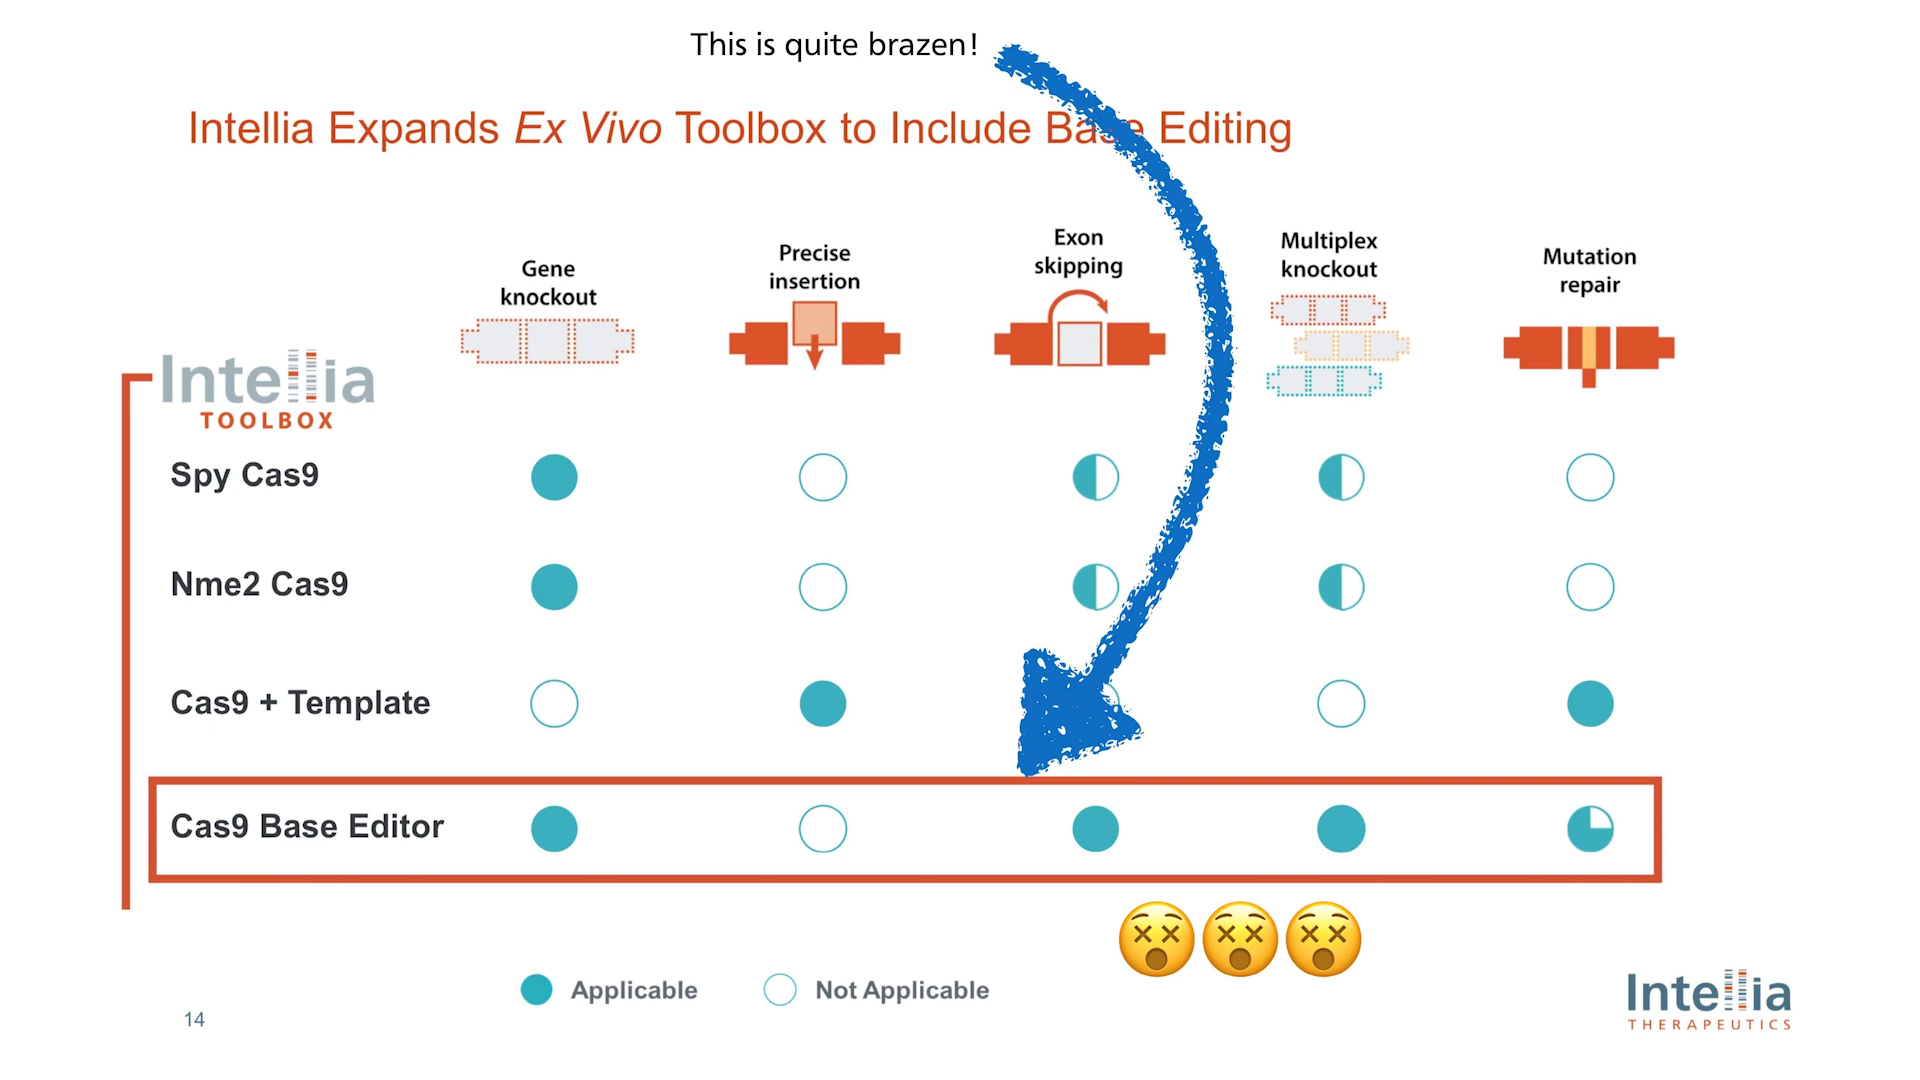 This is quite brazen!
Intellia Expands Ex Vivo Toolbox to Include Base Editing
Gene
knockout
Precise
insertion
Exon
skipping
Multiplex
knockout
Mutation
repair
Intellia
TOOLBOX
Spy Cas9
Nme2 Cas9
Cas9 + Template
Cas9 Base Editor
Applicable
Not Applicable
14
Intellia
THERAPEUTICS